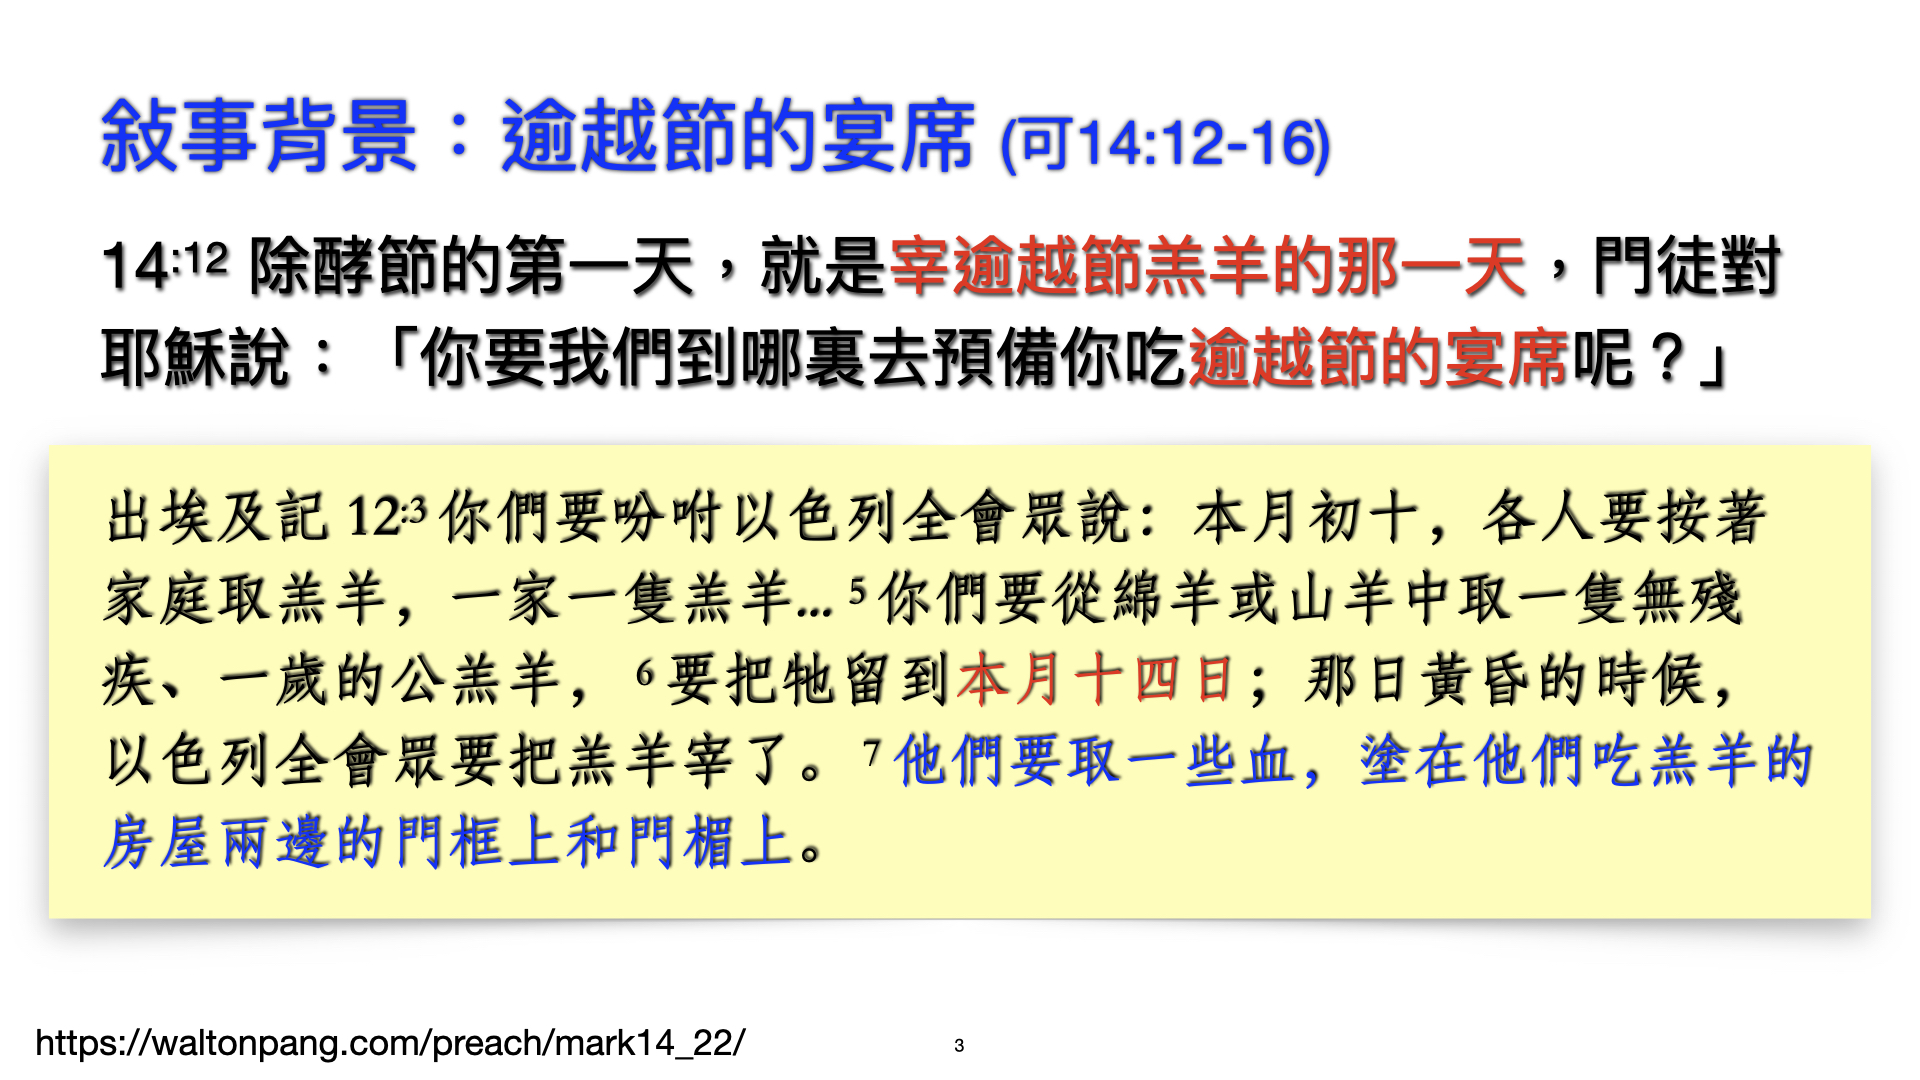 敍事背景：逾越節的宴席 (可14:12-16)
14:12 除酵節的第一天，就是宰逾越節羔羊的那一天，門徒對
耶穌說：「你要我們到哪裏去預備你吃逾越節的宴席呢？」
出埃及記 12:3 你們要吩咐以色列全會眾說：本月初十，各人要按著
家庭取羔羊，一家一隻羔羊... 5 你們要從綿羊或山羊中取一隻無殘
疾、一歲的公羔羊， 6 要把牠留到本月十四日；那日黃昏的時候，
以色列全會眾要把羔羊宰了。 7 他們要取一些血，塗在他們吃羔羊的
房屋兩邊的門框上和門楣上。
https://waltonpang.com/preach/mark14_22/
3